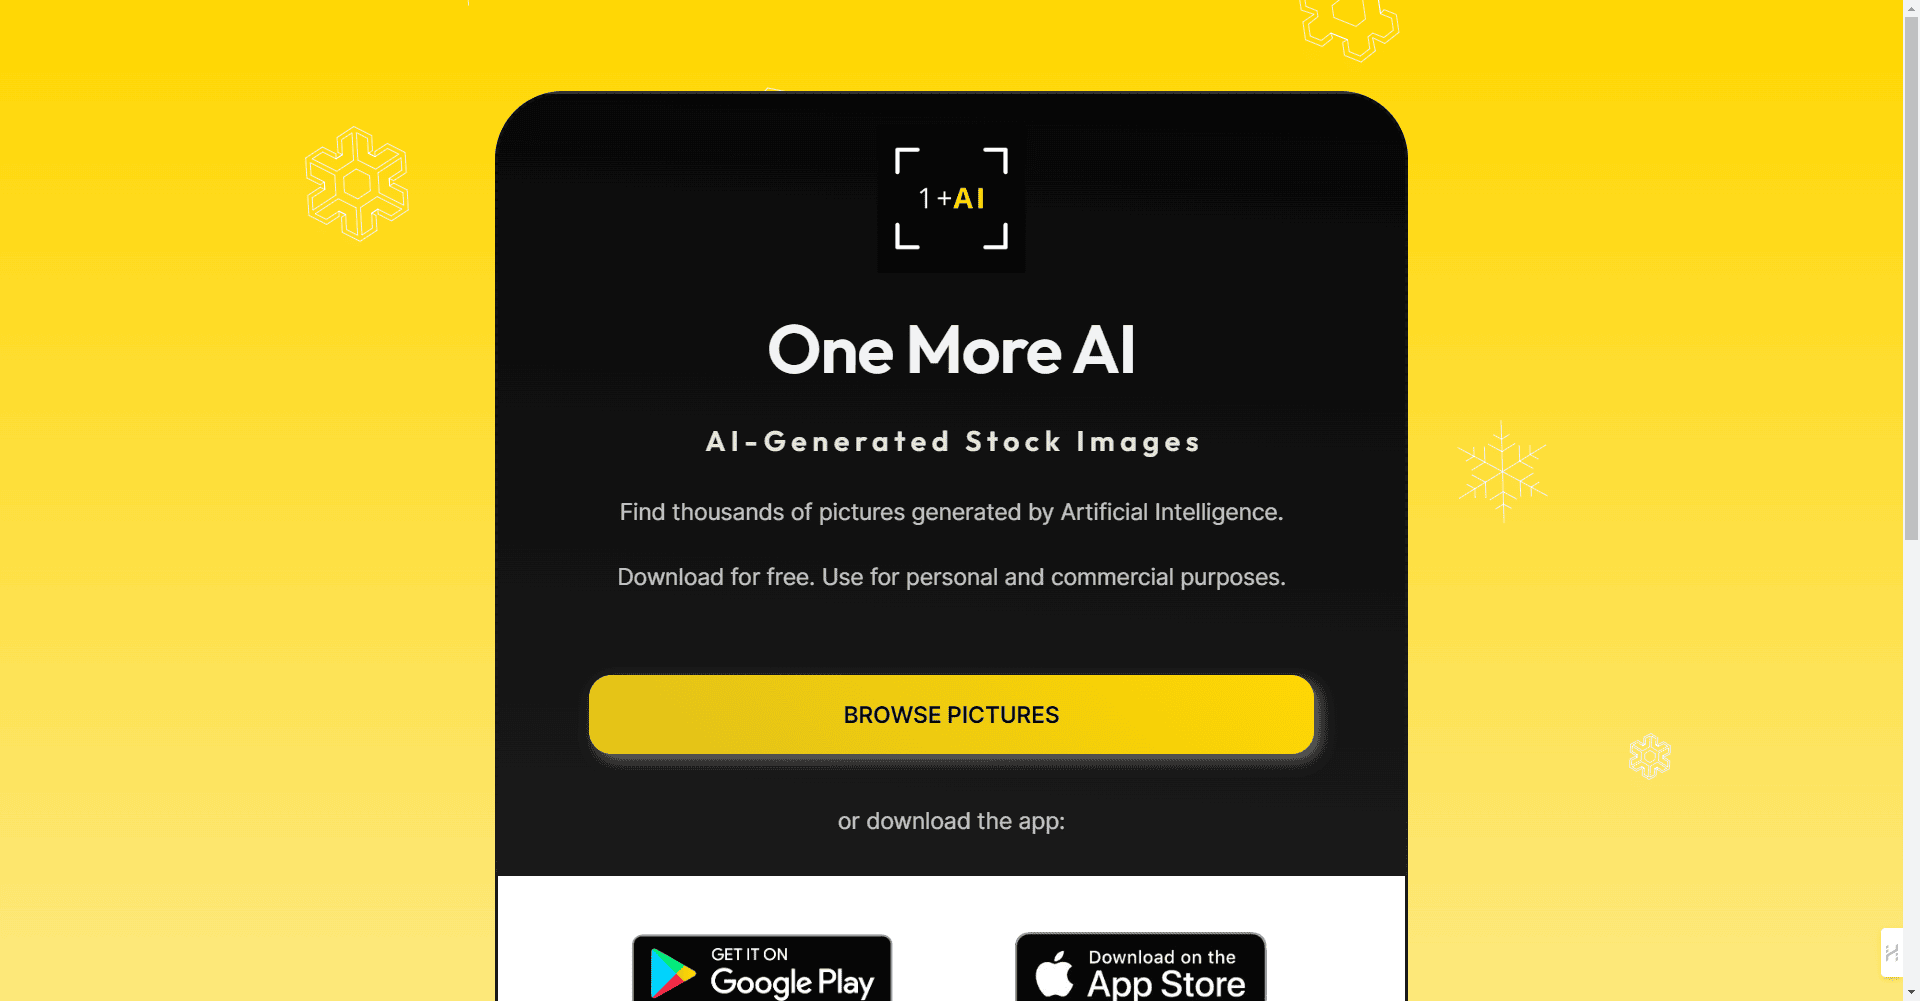 1+AI
One More AI
AI-Generated Stock Images
Find thousands of pictures generated by Artificial Intelligence.
Download for free. Use for personal and commercial purposes.
BROWSE PICTURES
or download the app:
GET IT ON
Google Play
Download on the
App Store